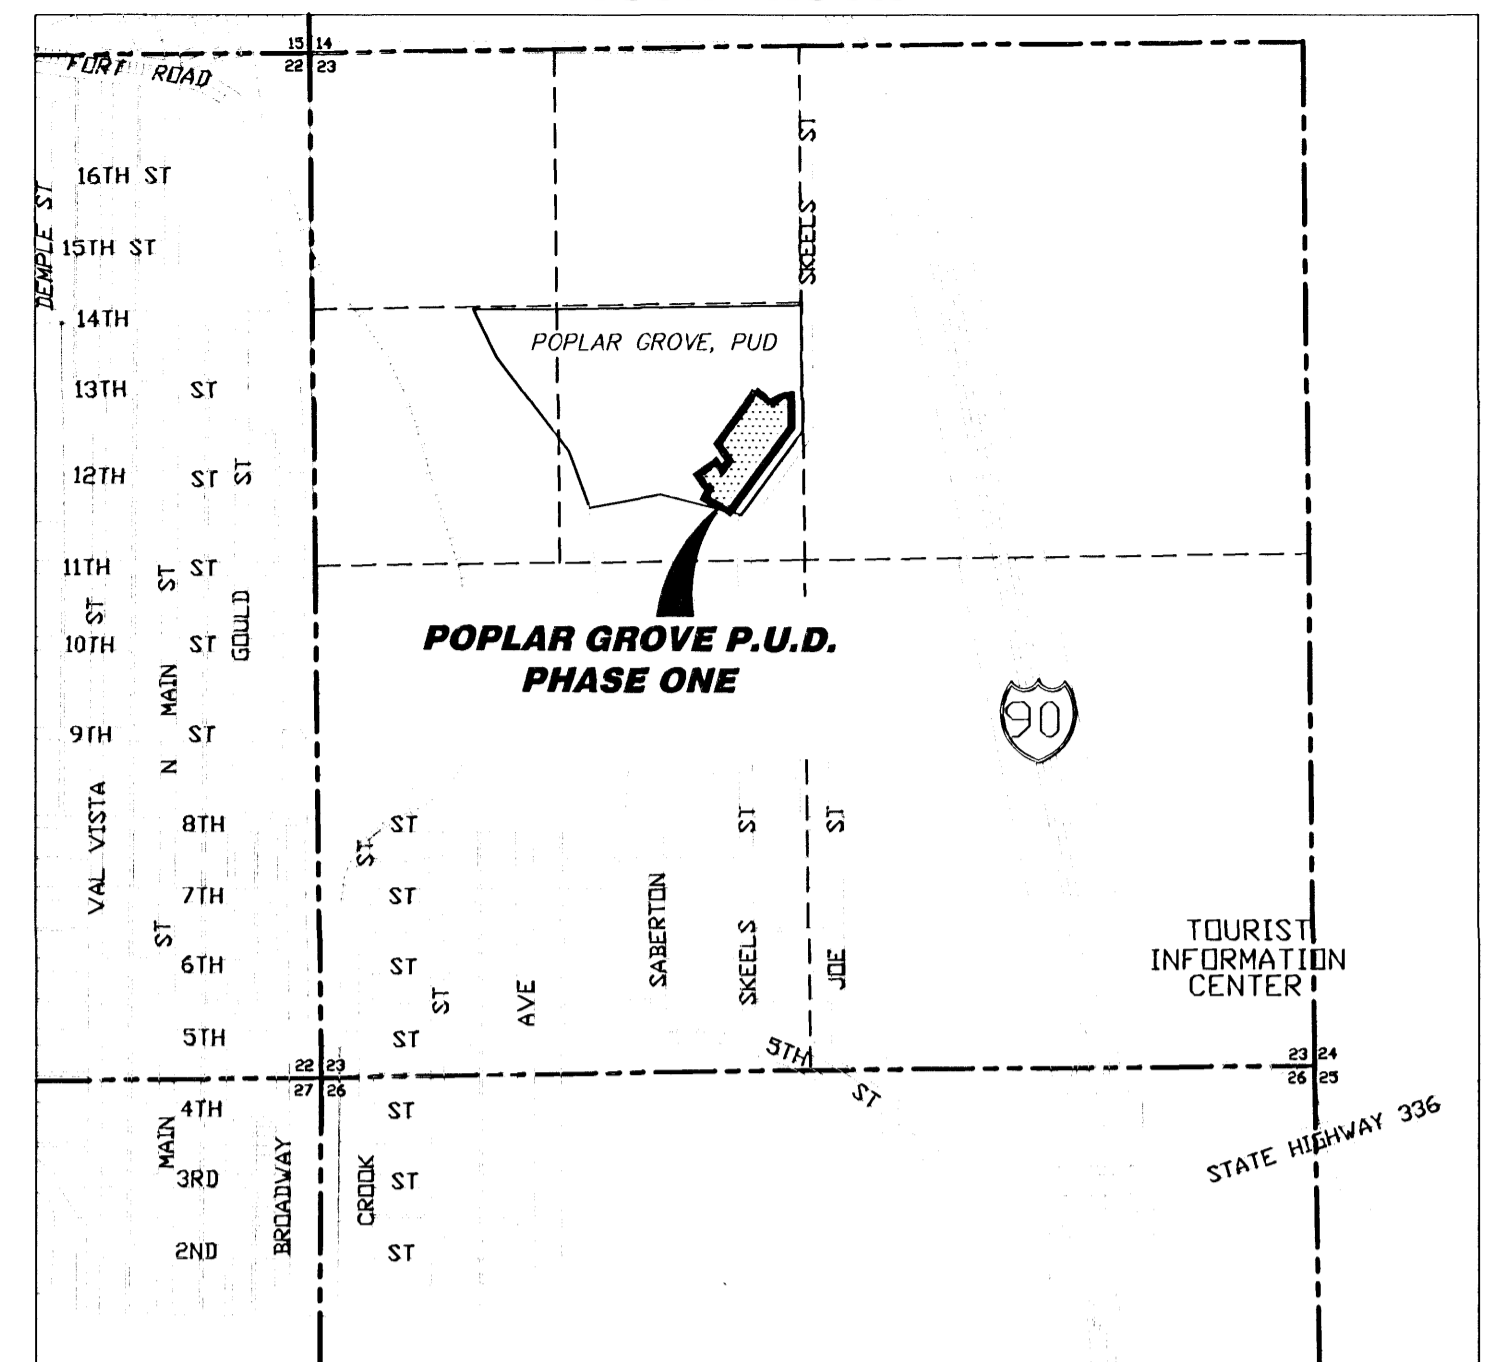 15 14
22 23
FORT ROAD
16TH ST
DEMPLE ST
15TH ST
14TH
SKEELS ST
POPLAR GROVE, PUD
13TH ST
12TH ST
GOULD ST
11TH ST
10TH ST
N MAIN ST
9TH ST
VAL VISTA ST
POPLAR GROVE P.U.D.
PHASE ONE
90
8TH ST
7TH ST
6TH ST
5TH ST
ST
ST
ST
AVE
SABERTON
SKEELS ST
JOE ST
TOURIST
INFORMATION
CENTER
5TH ST
22 23
27 26
23 24
26 25
4TH ST
MAIN
3RD ST
2ND ST
BROADWAY
CROOK
STATE HIGHWAY 336